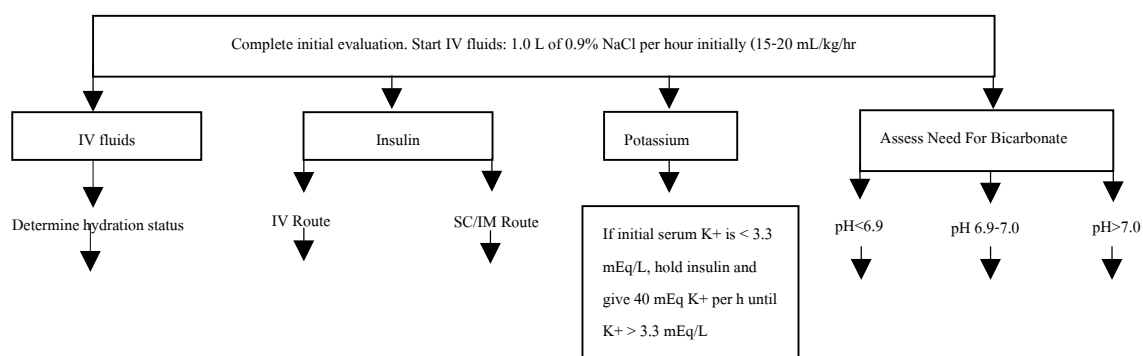 Complete initial evaluation. Start IV fluids: 1.0 L of 0.9% NaCl per hour initially (15-20 mL/kg/hr
IV fluids
Insulin
Potassium
Assess Need For Bicarbonate
Determine hydration status
IV Route
SC/IM Route
If initial serum K+ is < 3.3
mEq/L, hold insulin and
give 40 mEq K+ per h until
K+ > 3.3 mEq/L
pH<6.9
pH 6.9-7.0
pH>7.0